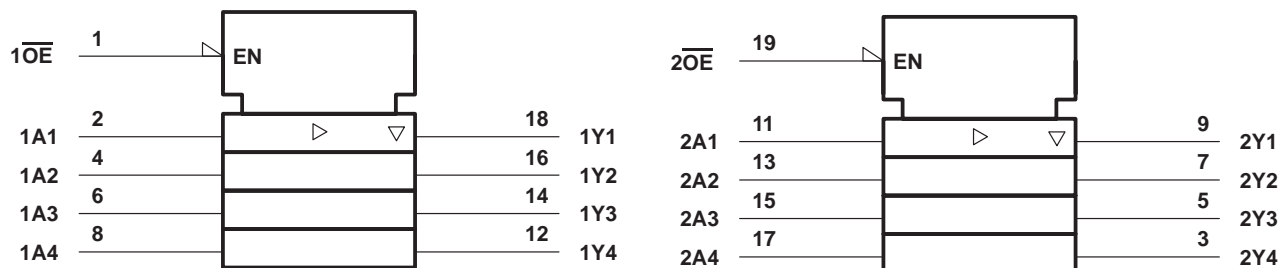 1OE 1 EN
1A1 2 18 1Y1
1A2 4 16 1Y2
1A3 6 14 1Y3
1A4 8 12 1Y4
2OE 19 EN
2A1 11 9 2Y1
2A2 13 7 2Y2
2A3 15 5 2Y3
2A4 17 3 2Y4